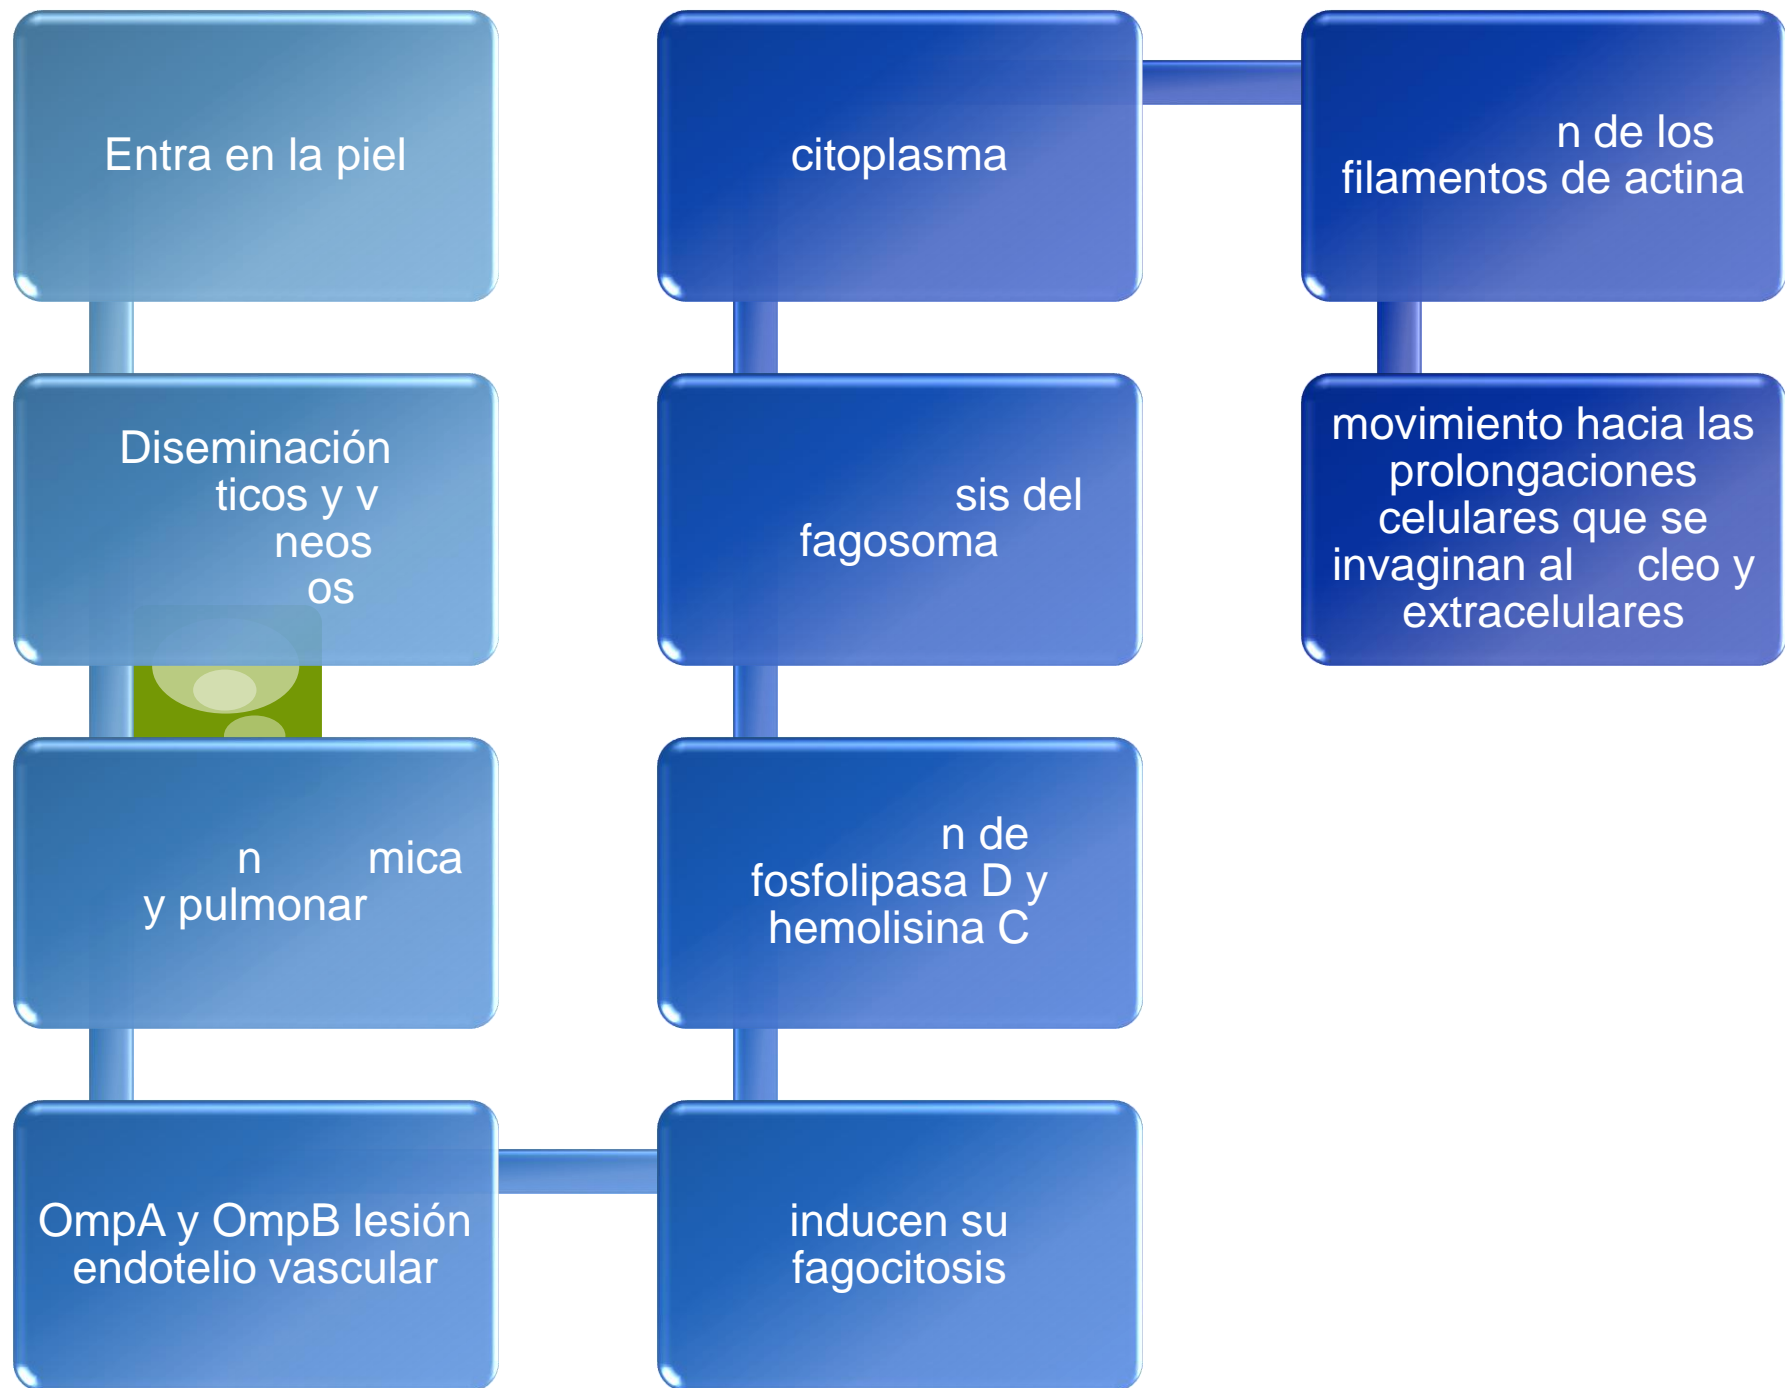 Entra en la piel
Diseminación
ticos y v
neos
os
n mica
y pulmonar
OmpA y OmpB lesión
endotelio vascular
inducen su
fagocitosis
n de
fosfolipasa D y
hemolisina C
sis del
fagosoma
citoplasma
n de los
filamentos de actina
movimiento hacia las
prolongaciones
celulares que se
invaginan al cleo y
extracelulares